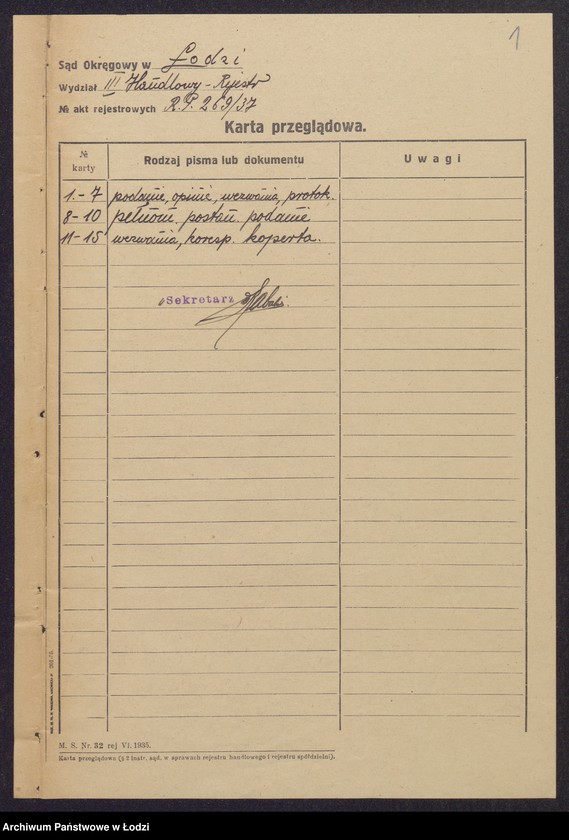 1
Sąd Okręgowy w Łodzi
Wydział III Handlowy-Rejestr
№ akt rejestrowych R.P. 269/37
Karta przeglądowa.
№ karty Rodzaj pisma lub dokumentu Uwagi
1.-7 podanie, opinie, wezwania, protok.
8-10 pełnom. postan. podanie
11-15 wezwania, koresp. koperta.
Sekretarz
M. S. Nr. 32 rej VI. 1935.
Karta przeglądowa (§ 2 Instr. sąd. w sprawach rejestru handlowego i rejestru spółdzielni).
Archiwum Państwowe w Łodzi